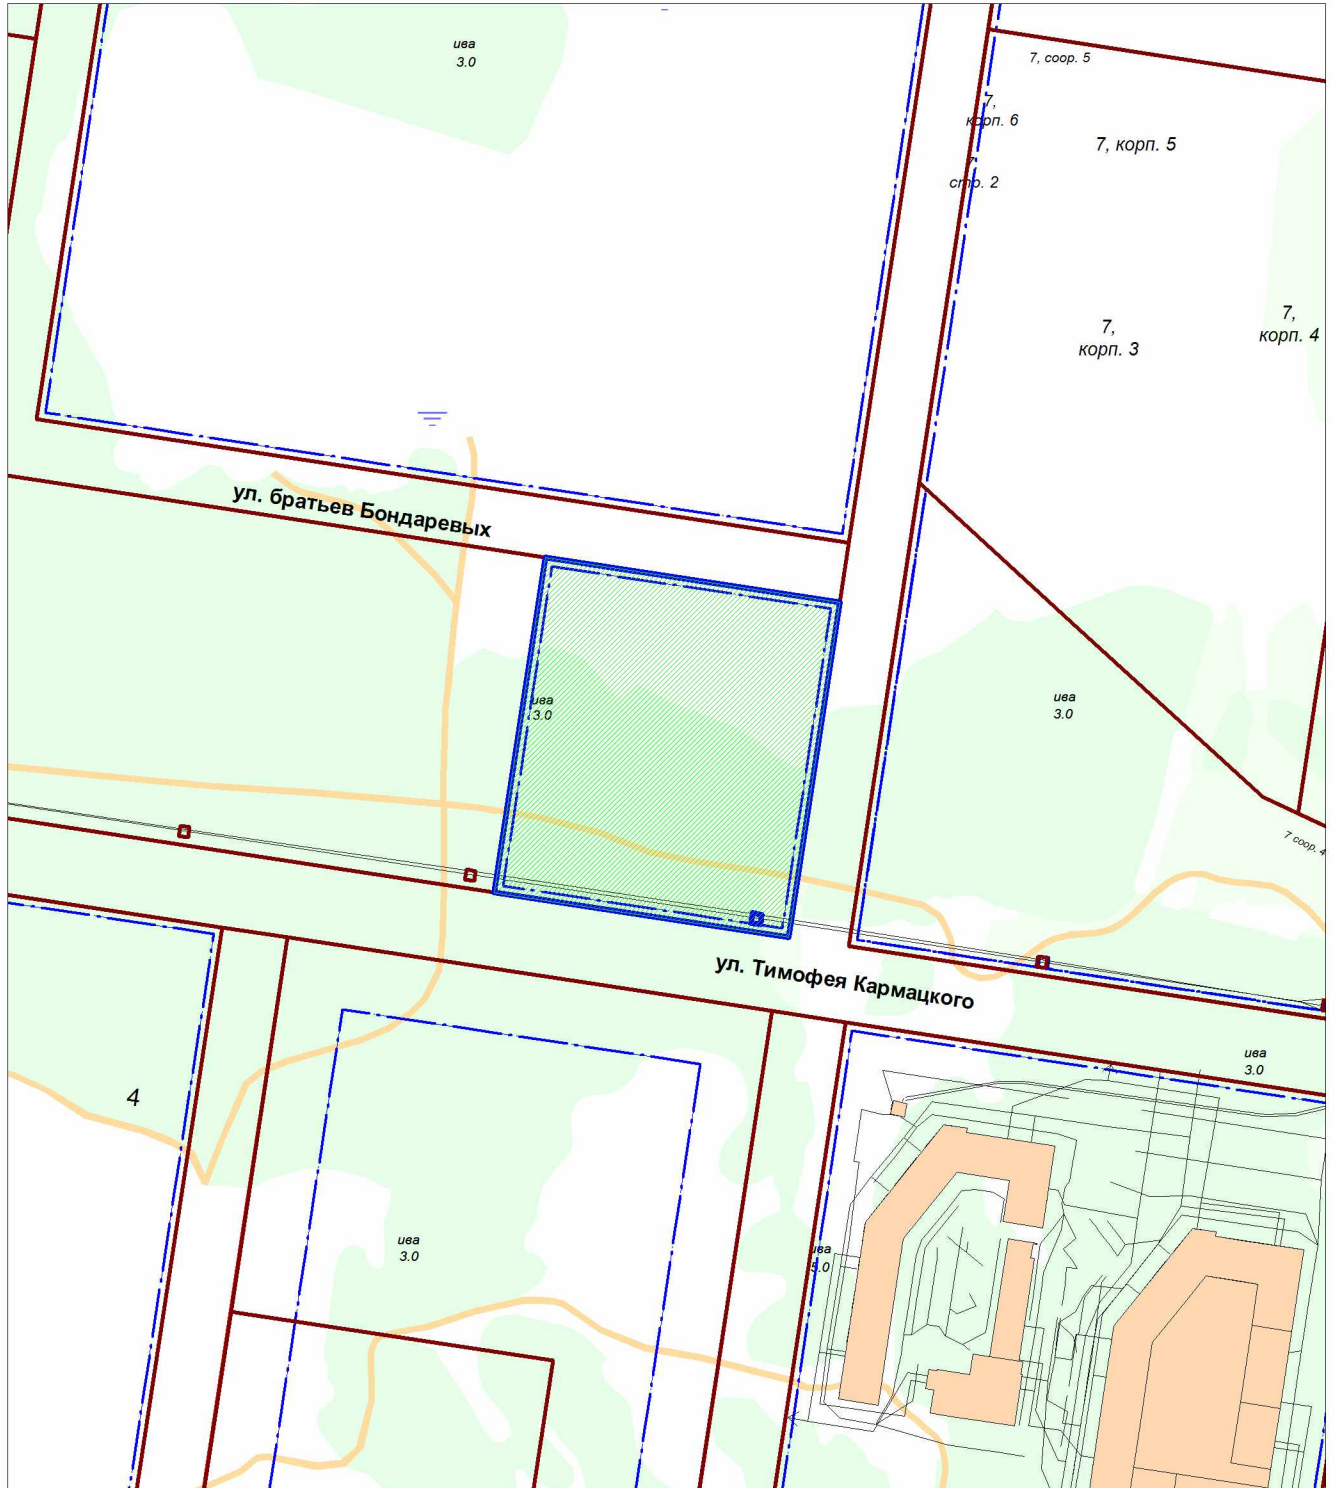 ива
3.0
7, соор. 5
7,
корп. 6
7, корп. 5
7,
стр. 2
7,
корп. 3
7,
корп. 4
ул. братьев Бондаревых
ива
3.0
ива
3.0
7 соор. 4
ул. Тимофея Кармацкого
ива
3.0
4
ива
3.0
ива
5.0